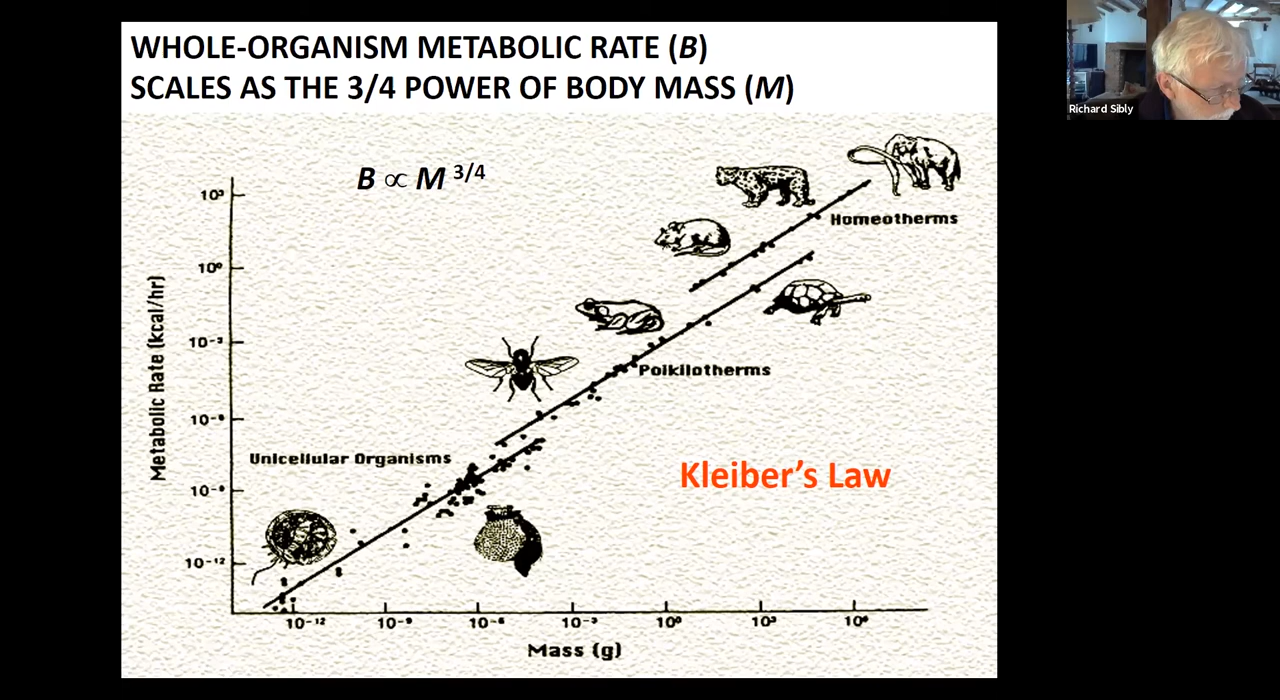 WHOLE-ORGANISM METABOLIC RATE (B)
SCALES AS THE 3/4 POWER OF BODY MASS (M)
Richard Sibly
B ∝ M 3/4
Homeotherms
Poikilotherms
Unicellular Organisms
Kleiber’s Law
Metabolic Rate (kcal/hr)
10³
10⁰
10⁻³
10⁻⁶
10⁻⁹
10⁻¹²
10⁻¹² 10⁻⁹ 10⁻⁶ 10⁻³ 10⁰ 10³ 10⁶
Mass (g)